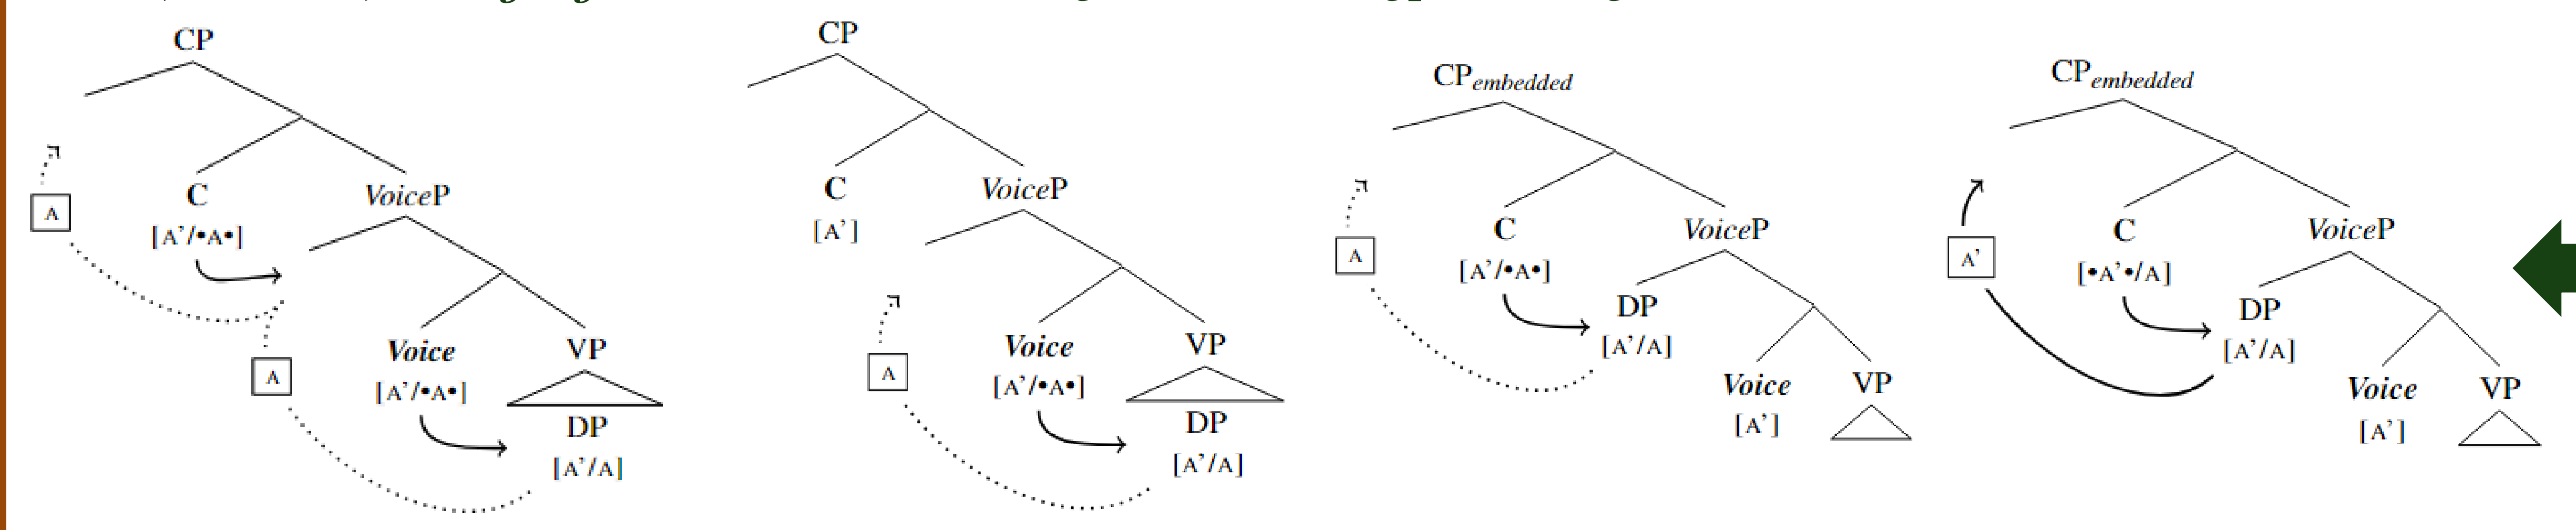 CP
C
[A'/•A•]
VoiceP
A
Voice
[A'/•A•]
VP
A
DP
[A'/A]
CP
C
[A']
VoiceP
Voice
[A'/•A•]
VP
A
DP
[A'/A]
CPembedded
C
[A'/•A•]
VoiceP
A
DP
[A'/A]
Voice
[A']
VP
CPembedded
C
[•A'•/A]
VoiceP
A'
DP
[A'/A]
Voice
[A']
VP